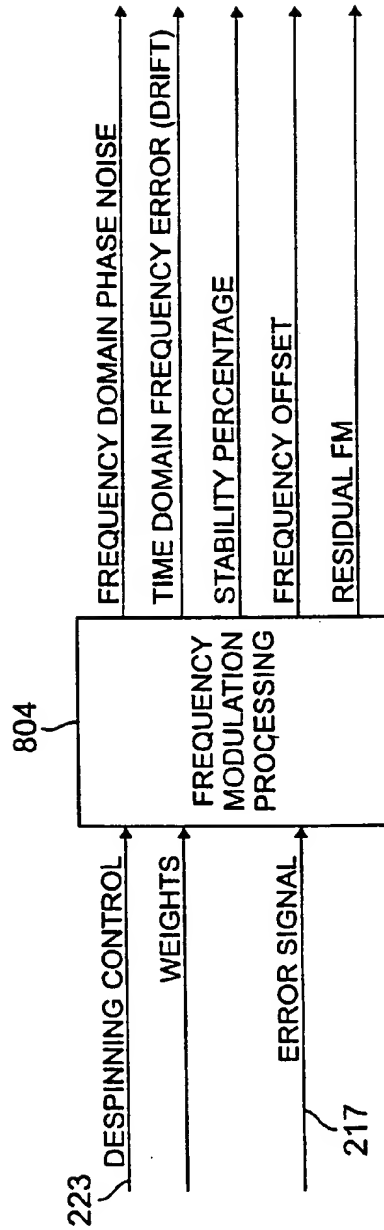 804
223
DESPINNING CONTROL
WEIGHTS
ERROR SIGNAL
217
FREQUENCY
MODULATION
PROCESSING
FREQUENCY DOMAIN PHASE NOISE
TIME DOMAIN FREQUENCY ERROR (DRIFT)
STABILITY PERCENTAGE
FREQUENCY OFFSET
RESIDUAL FM